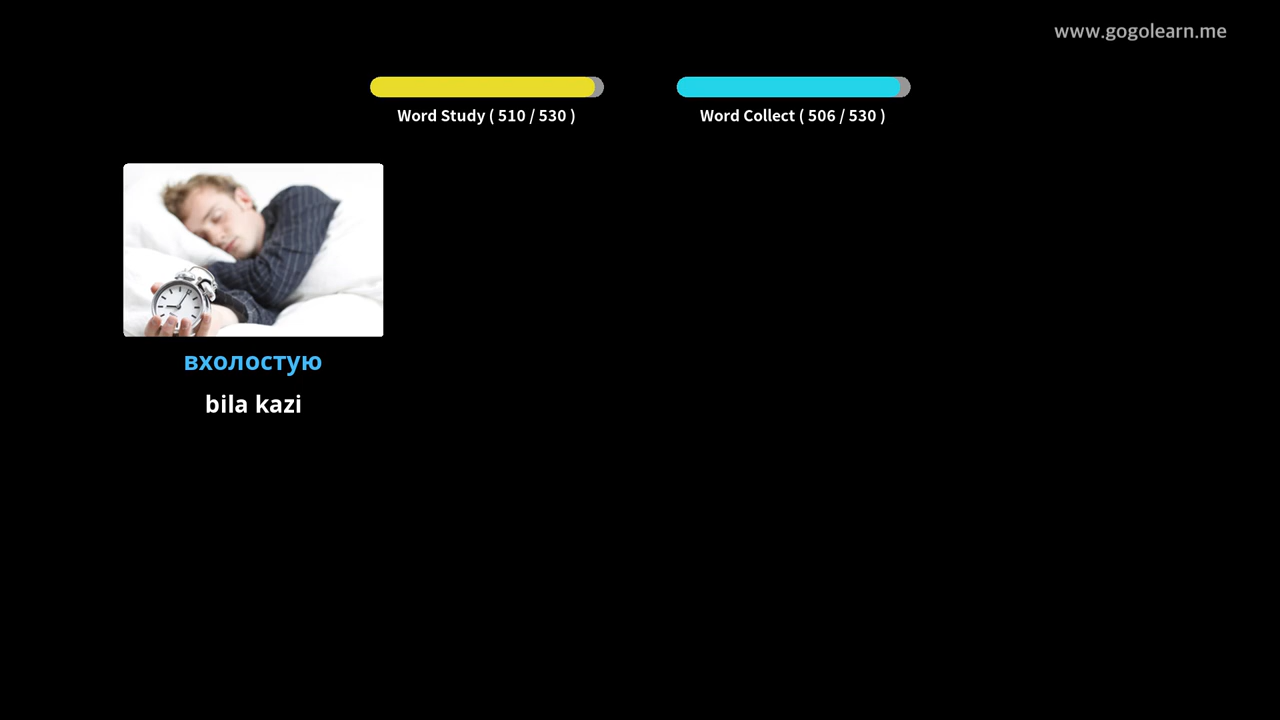 www.gogolearn.me
Word Study ( 510 / 530 )
Word Collect ( 506 / 530 )
вхолостую
bila kazi